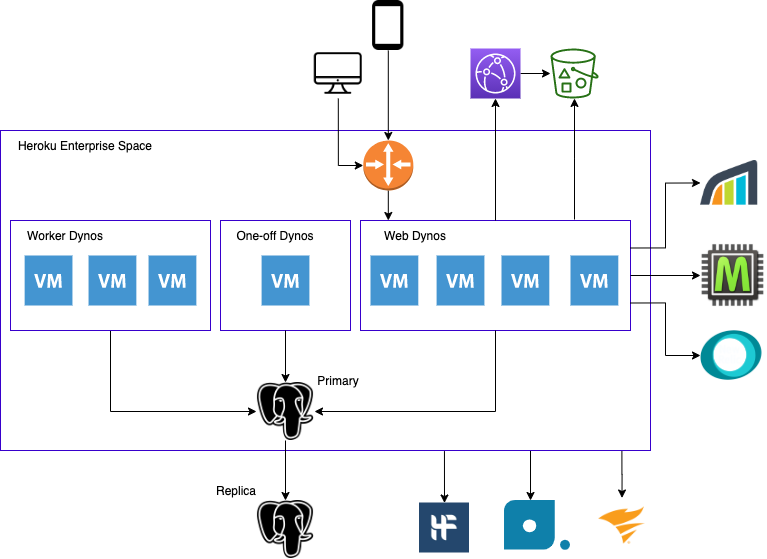 Heroku Enterprise Space
Worker Dynos
One-off Dynos
Web Dynos
VM
VM
VM
VM
VM
VM
VM
VM
Primary
Replica
M
HF